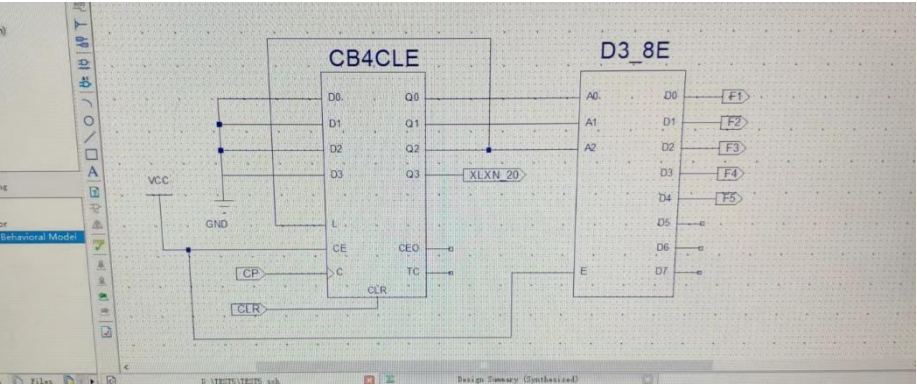 CB4CLE
D3_8E
D0
Q0
A0
D0
F1
D1
Q1
A1
D1
F2
D2
Q2
A2
D2
F3
D3
Q3
XLXN_20
D3
F4
VCC
D4
F5
GND
L
D5
Behavioral Model
CE
CEO
D6
CP
C
TC
E
D7
CLR
CLR
Files
Design Summary (Synthesized)